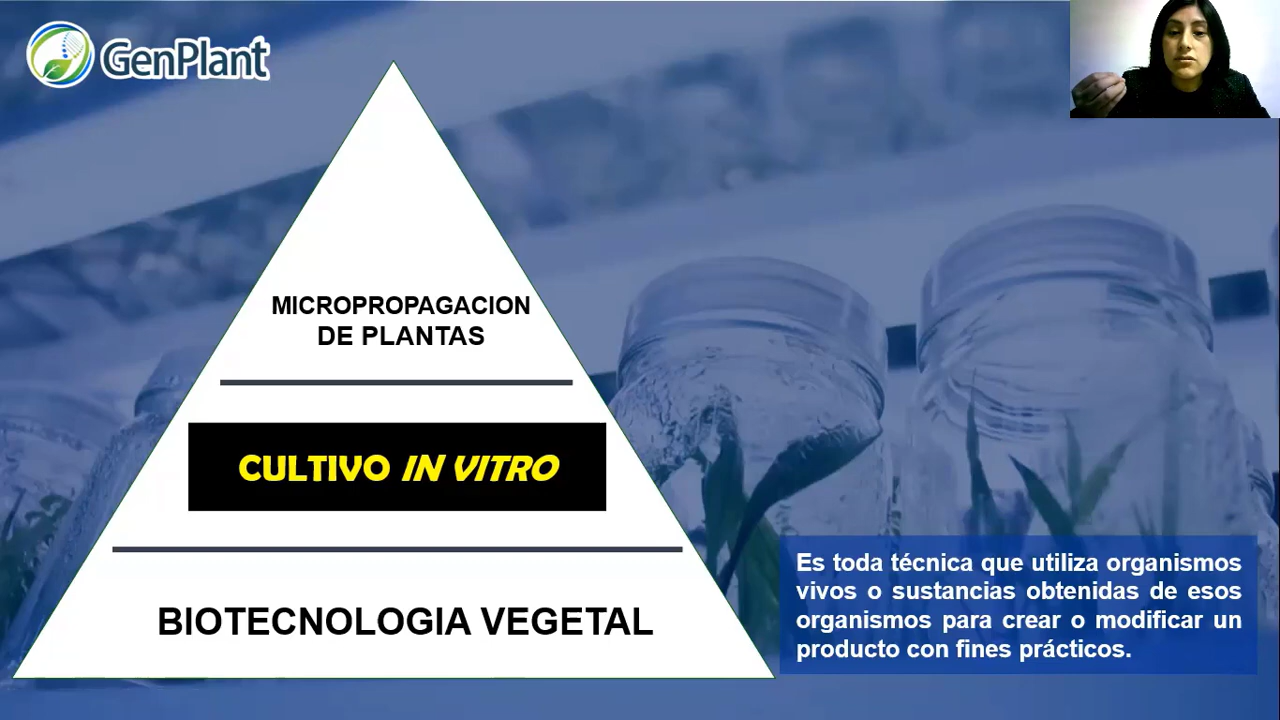 GenPlant
MICROPROPAGACION
DE PLANTAS
CULTIVO IN VITRO
BIOTECNOLOGIA VEGETAL
Es toda técnica que utiliza organismos
vivos o sustancias obtenidas de esos
organismos para crear o modificar un
producto con fines prácticos.